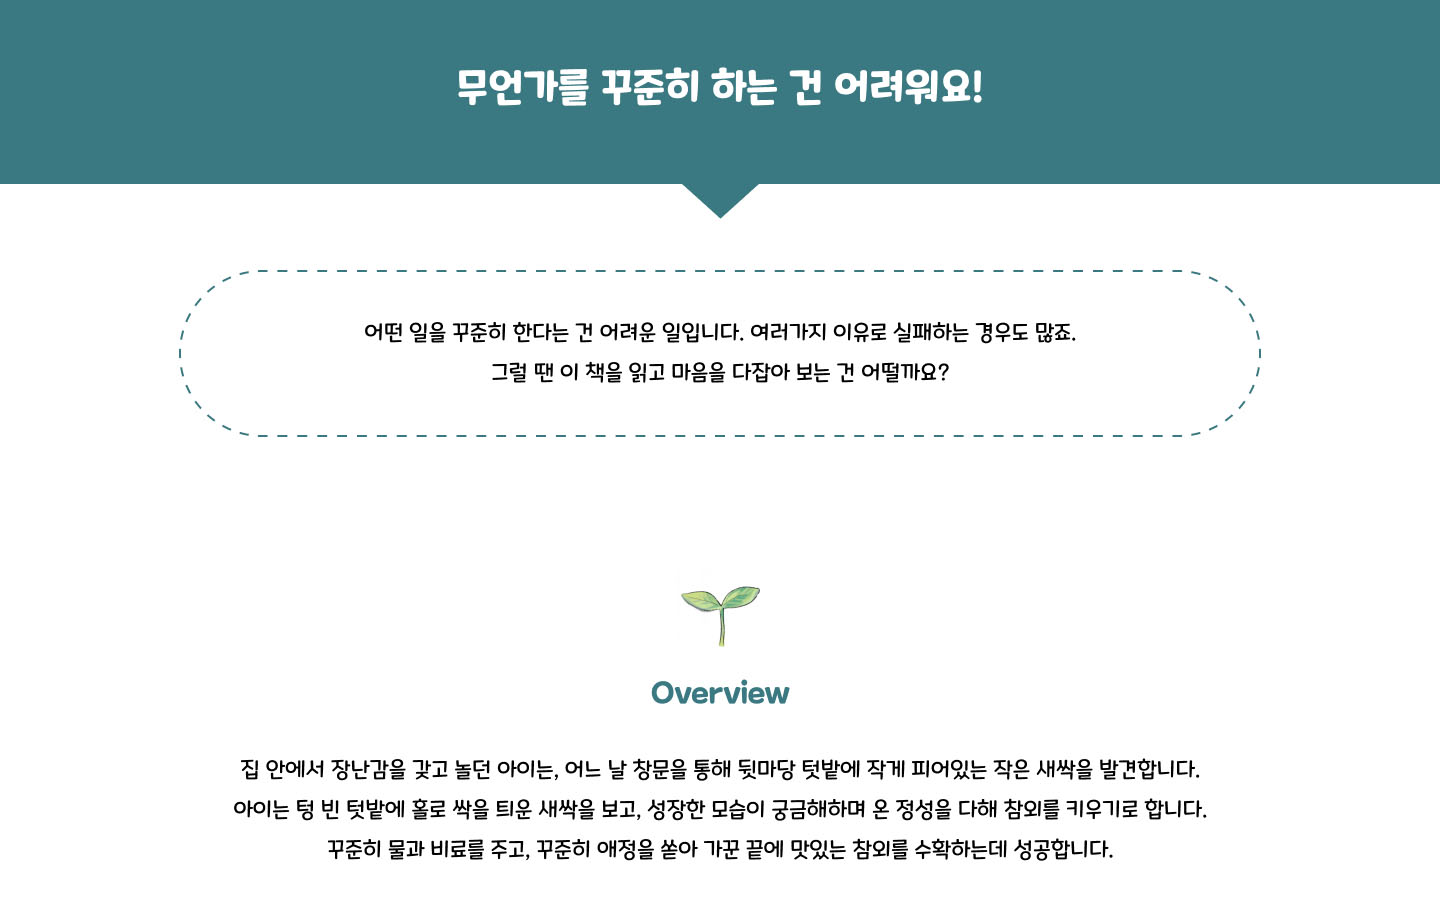 무언가를 꾸준히 하는 건 어려워요!
어떤 일을 꾸준히 한다는 건 어려운 일입니다. 여러가지 이유로 실패하는 경우도 많죠.
그럴 땐 이 책을 읽고 마음을 다잡아 보는 건 어떨까요?
Overview
집 안에서 장난감을 갖고 놀던 아이는, 어느 날 창문을 통해 뒷마당 텃밭에 작게 피어있는 작은 새싹을 발견합니다.
아이는 텅 빈 텃밭에 홀로 싹을 틔운 새싹을 보고, 성장한 모습이 궁금해하며 온 정성을 다해 참외를 키우기로 합니다.
꾸준히 물과 비료를 주고, 꾸준히 애정을 쏟아 가꾼 끝에 맛있는 참외를 수확하는데 성공합니다.